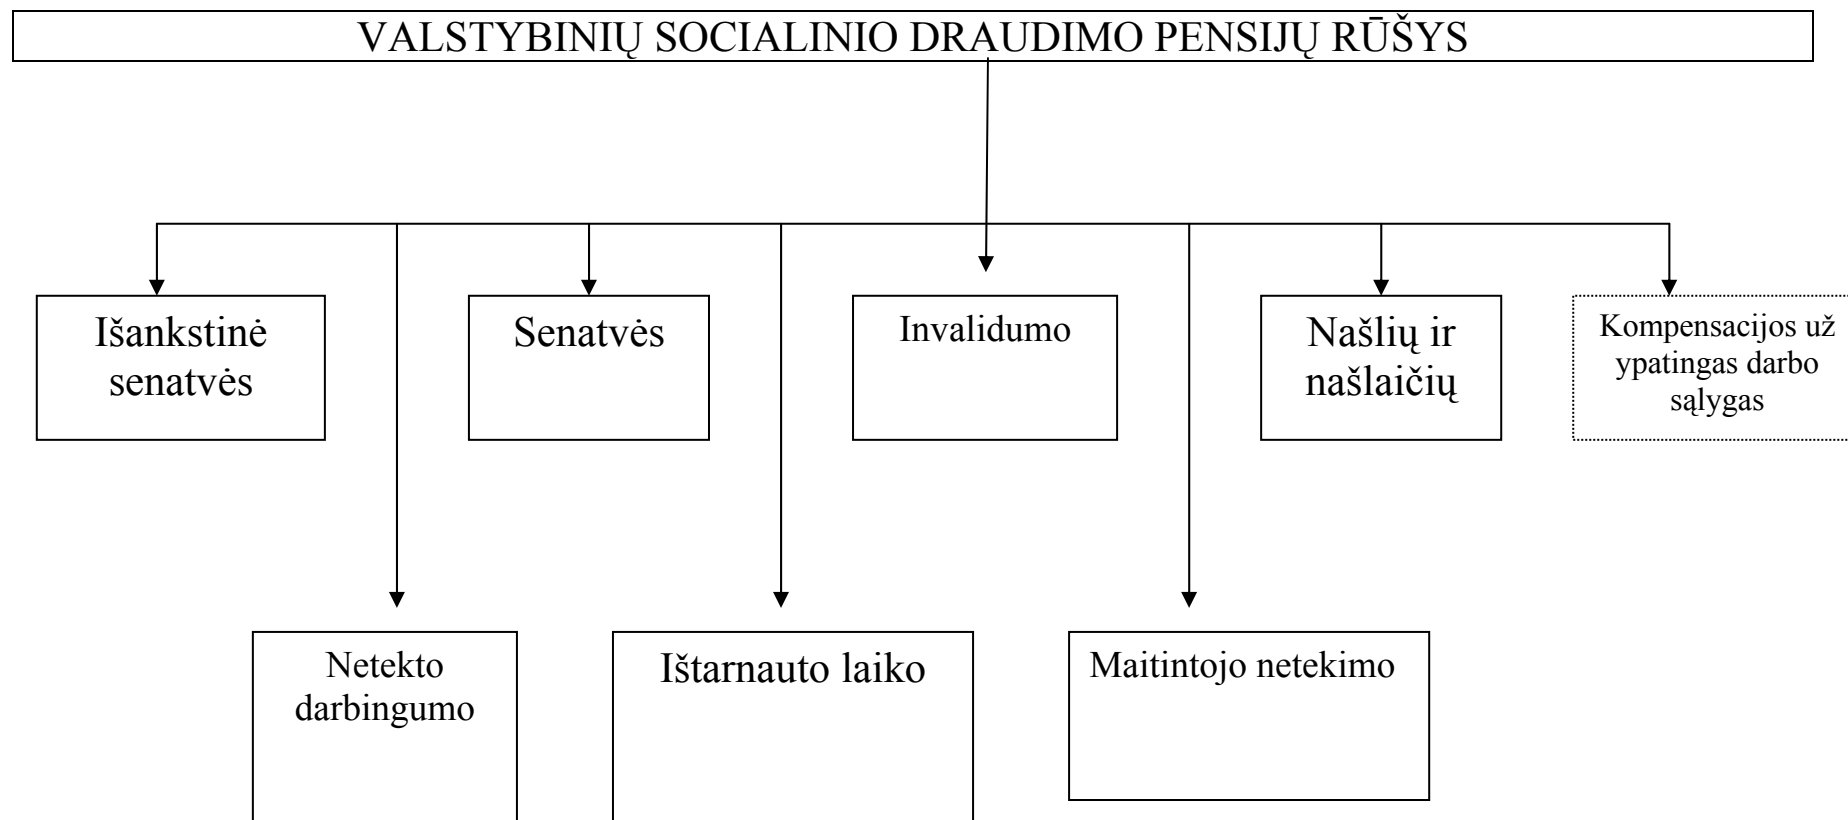 VALSTYBINIŲ SOCIALINIO DRAUDIMO PENSIJŲ RŪŠYS
Išankstinė
senatvės
Senatvės
Invalidumo
Našlių ir
našlaičių
Kompensacijos už
ypatingas darbo
sąlygas
Netekto
darbingumo
Ištarnauto laiko
Maitintojo netekimo